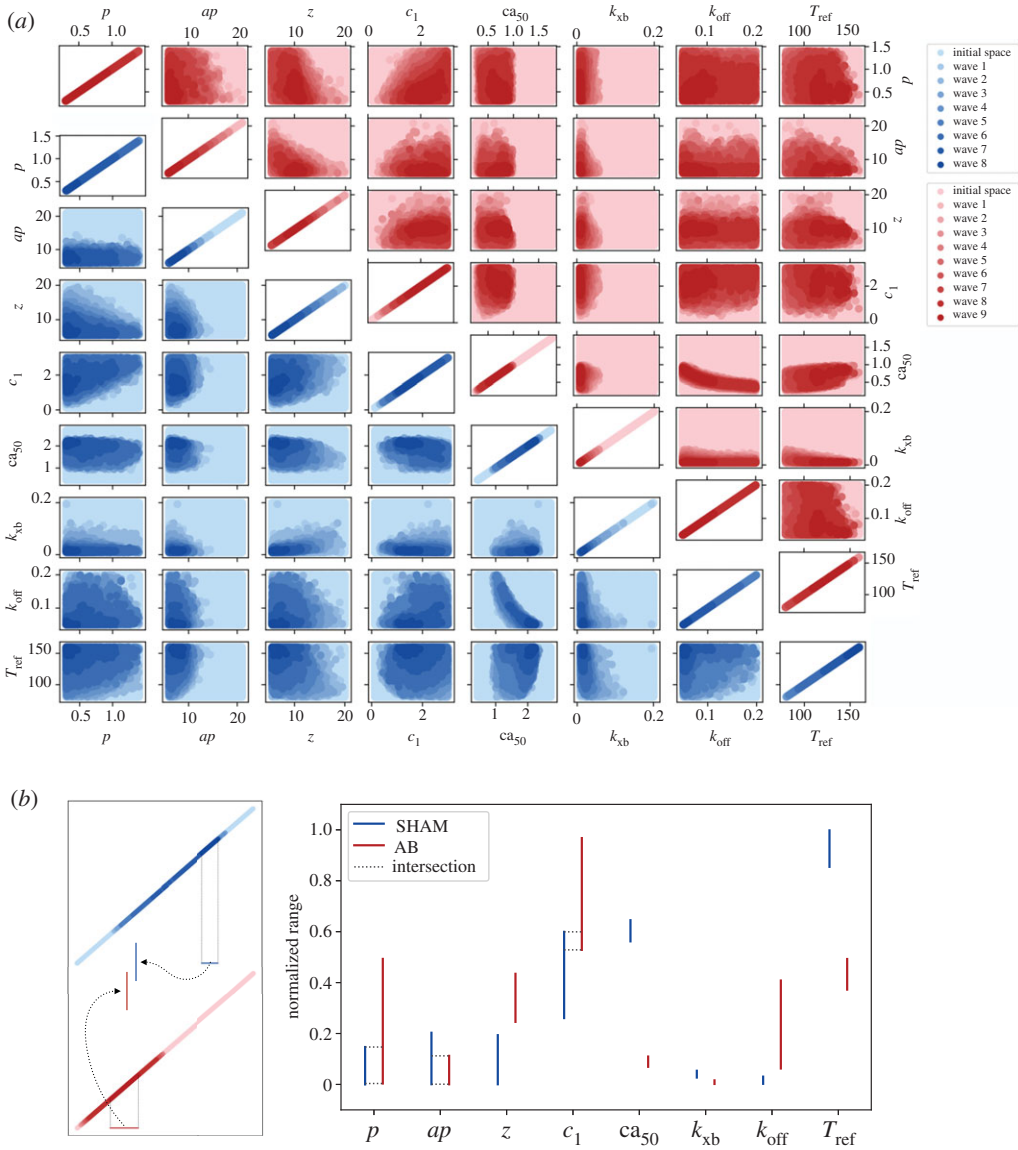 (a)
p ap z c1 ca50 kxb koff Tref
0.5 1.0 10 20 10 20 0 2 0.5 1.0 1.5 0 0.2 0.1 0.2 100 150
1.5
1.0
0.5
p
20
10
ap
20
10
z
2
0
c1
1.0
0.5
ca50
0.2
0
kxb
0.2
0.1
koff
150
100
Tref
initial space
wave 1
wave 2
wave 3
wave 4
wave 5
wave 6
wave 7
wave 8
initial space
wave 1
wave 2
wave 3
wave 4
wave 5
wave 6
wave 7
wave 8
wave 9
p
1.5
1.0
0.5
ap
20
10
z
20
10
c1
2
0
ca50
2
1
kxb
0.2
0
koff
0.2
0.1
Tref
150
100
0.5 1.0 10 20 10 20 0 2 1 2 0 0.2 0.1 0.2 100 150
p ap z c1 ca50 kxb koff Tref
(b)
normalized range
1.0
0.8
0.6
0.4
0.2
0
SHAM
AB
intersection
p ap z c1 ca50 kxb koff Tref